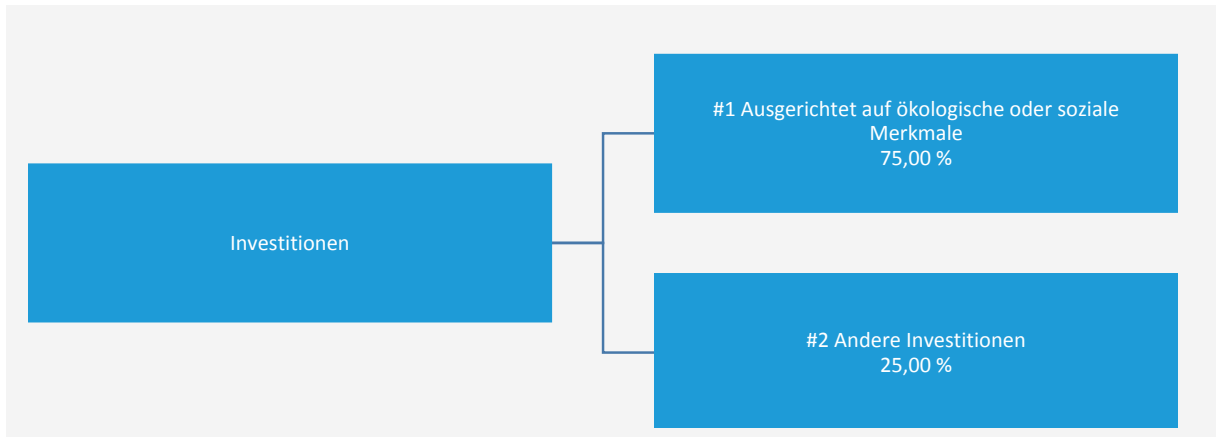 Investitionen
#1 Ausgerichtet auf ökologische oder soziale
Merkmale
75,00 %
#2 Andere Investitionen
25,00 %